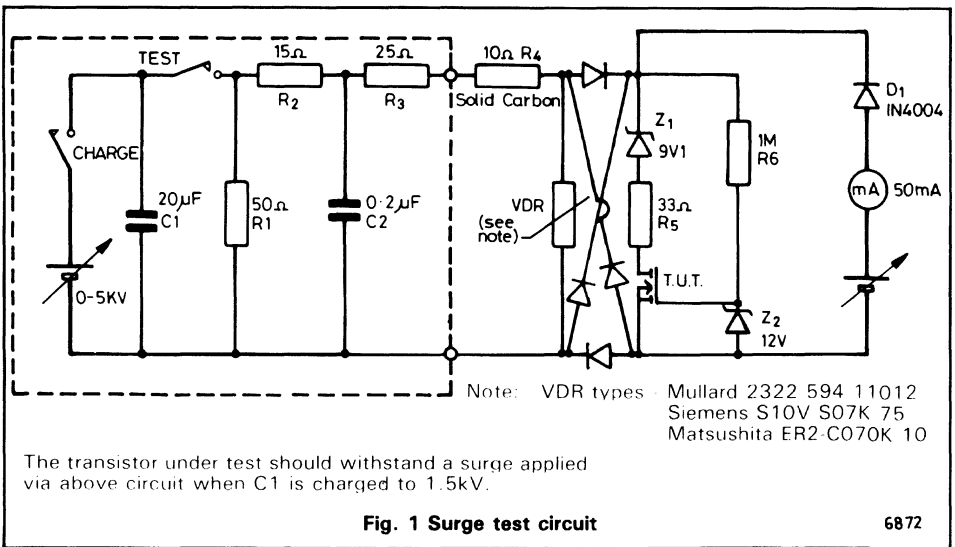 TEST
15Ω
R2
25Ω
R3
10Ω R4
Solid Carbon
CHARGE
20µF
C1
50Ω
R1
0·2µF
C2
0-5KV
VDR
(see
note)
Z1
9V1
33Ω
R5
T.U.T.
1M
R6
Z2
12V
D1
IN4004
mA 50mA
Note: VDR types - Mullard 2322 594 11012
Siemens S10V S07K 75
Matsushita ER2-C070K 10
The transistor under test should withstand a surge applied
via above circuit when C1 is charged to 1.5kV.
Fig. 1 Surge test circuit
6872